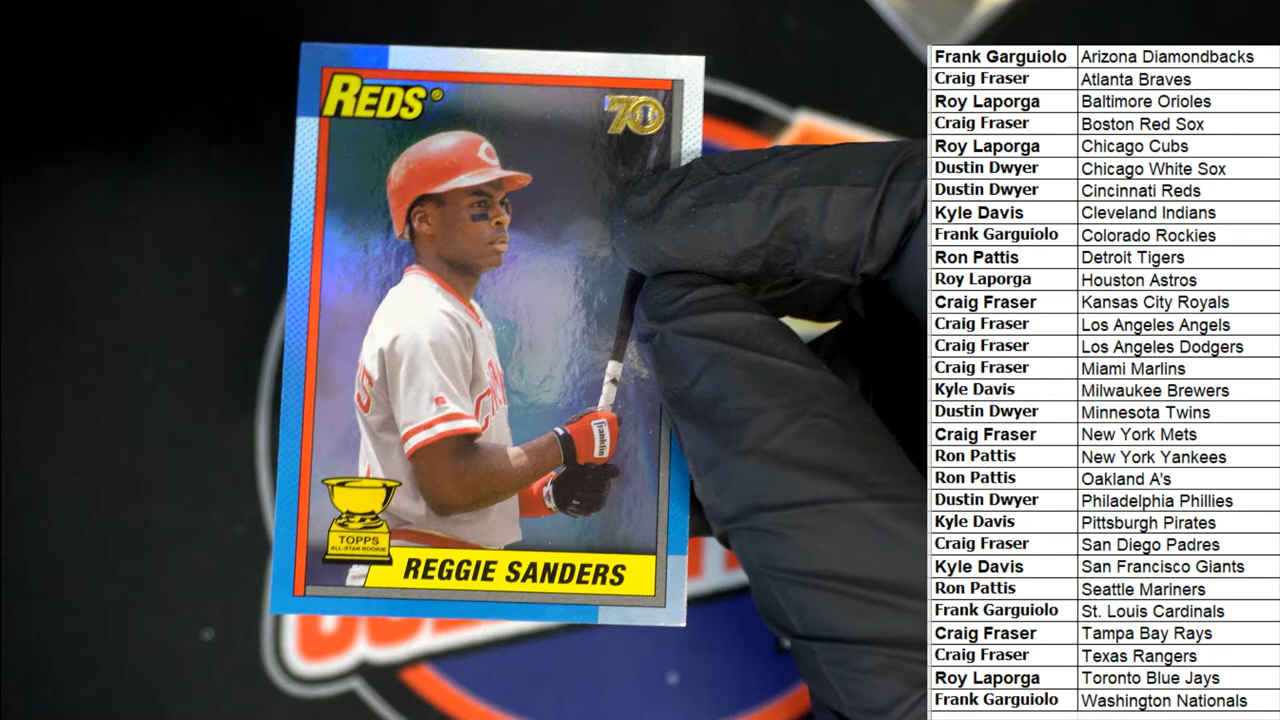 REDS
70
TOPPS
ALL-STAR ROOKIE
REGGIE SANDERS
franklin
Frank Garguiolo Arizona Diamondbacks
Craig Fraser Atlanta Braves
Roy Laporga Baltimore Orioles
Craig Fraser Boston Red Sox
Roy Laporga Chicago Cubs
Dustin Dwyer Chicago White Sox
Dustin Dwyer Cincinnati Reds
Kyle Davis Cleveland Indians
Frank Garguiolo Colorado Rockies
Ron Pattis Detroit Tigers
Roy Laporga Houston Astros
Craig Fraser Kansas City Royals
Craig Fraser Los Angeles Angels
Craig Fraser Los Angeles Dodgers
Craig Fraser Miami Marlins
Kyle Davis Milwaukee Brewers
Dustin Dwyer Minnesota Twins
Craig Fraser New York Mets
Ron Pattis New York Yankees
Ron Pattis Oakland A's
Dustin Dwyer Philadelphia Phillies
Kyle Davis Pittsburgh Pirates
Craig Fraser San Diego Padres
Kyle Davis San Francisco Giants
Ron Pattis Seattle Mariners
Frank Garguiolo St. Louis Cardinals
Craig Fraser Tampa Bay Rays
Craig Fraser Texas Rangers
Roy Laporga Toronto Blue Jays
Frank Garguiolo Washington Nationals